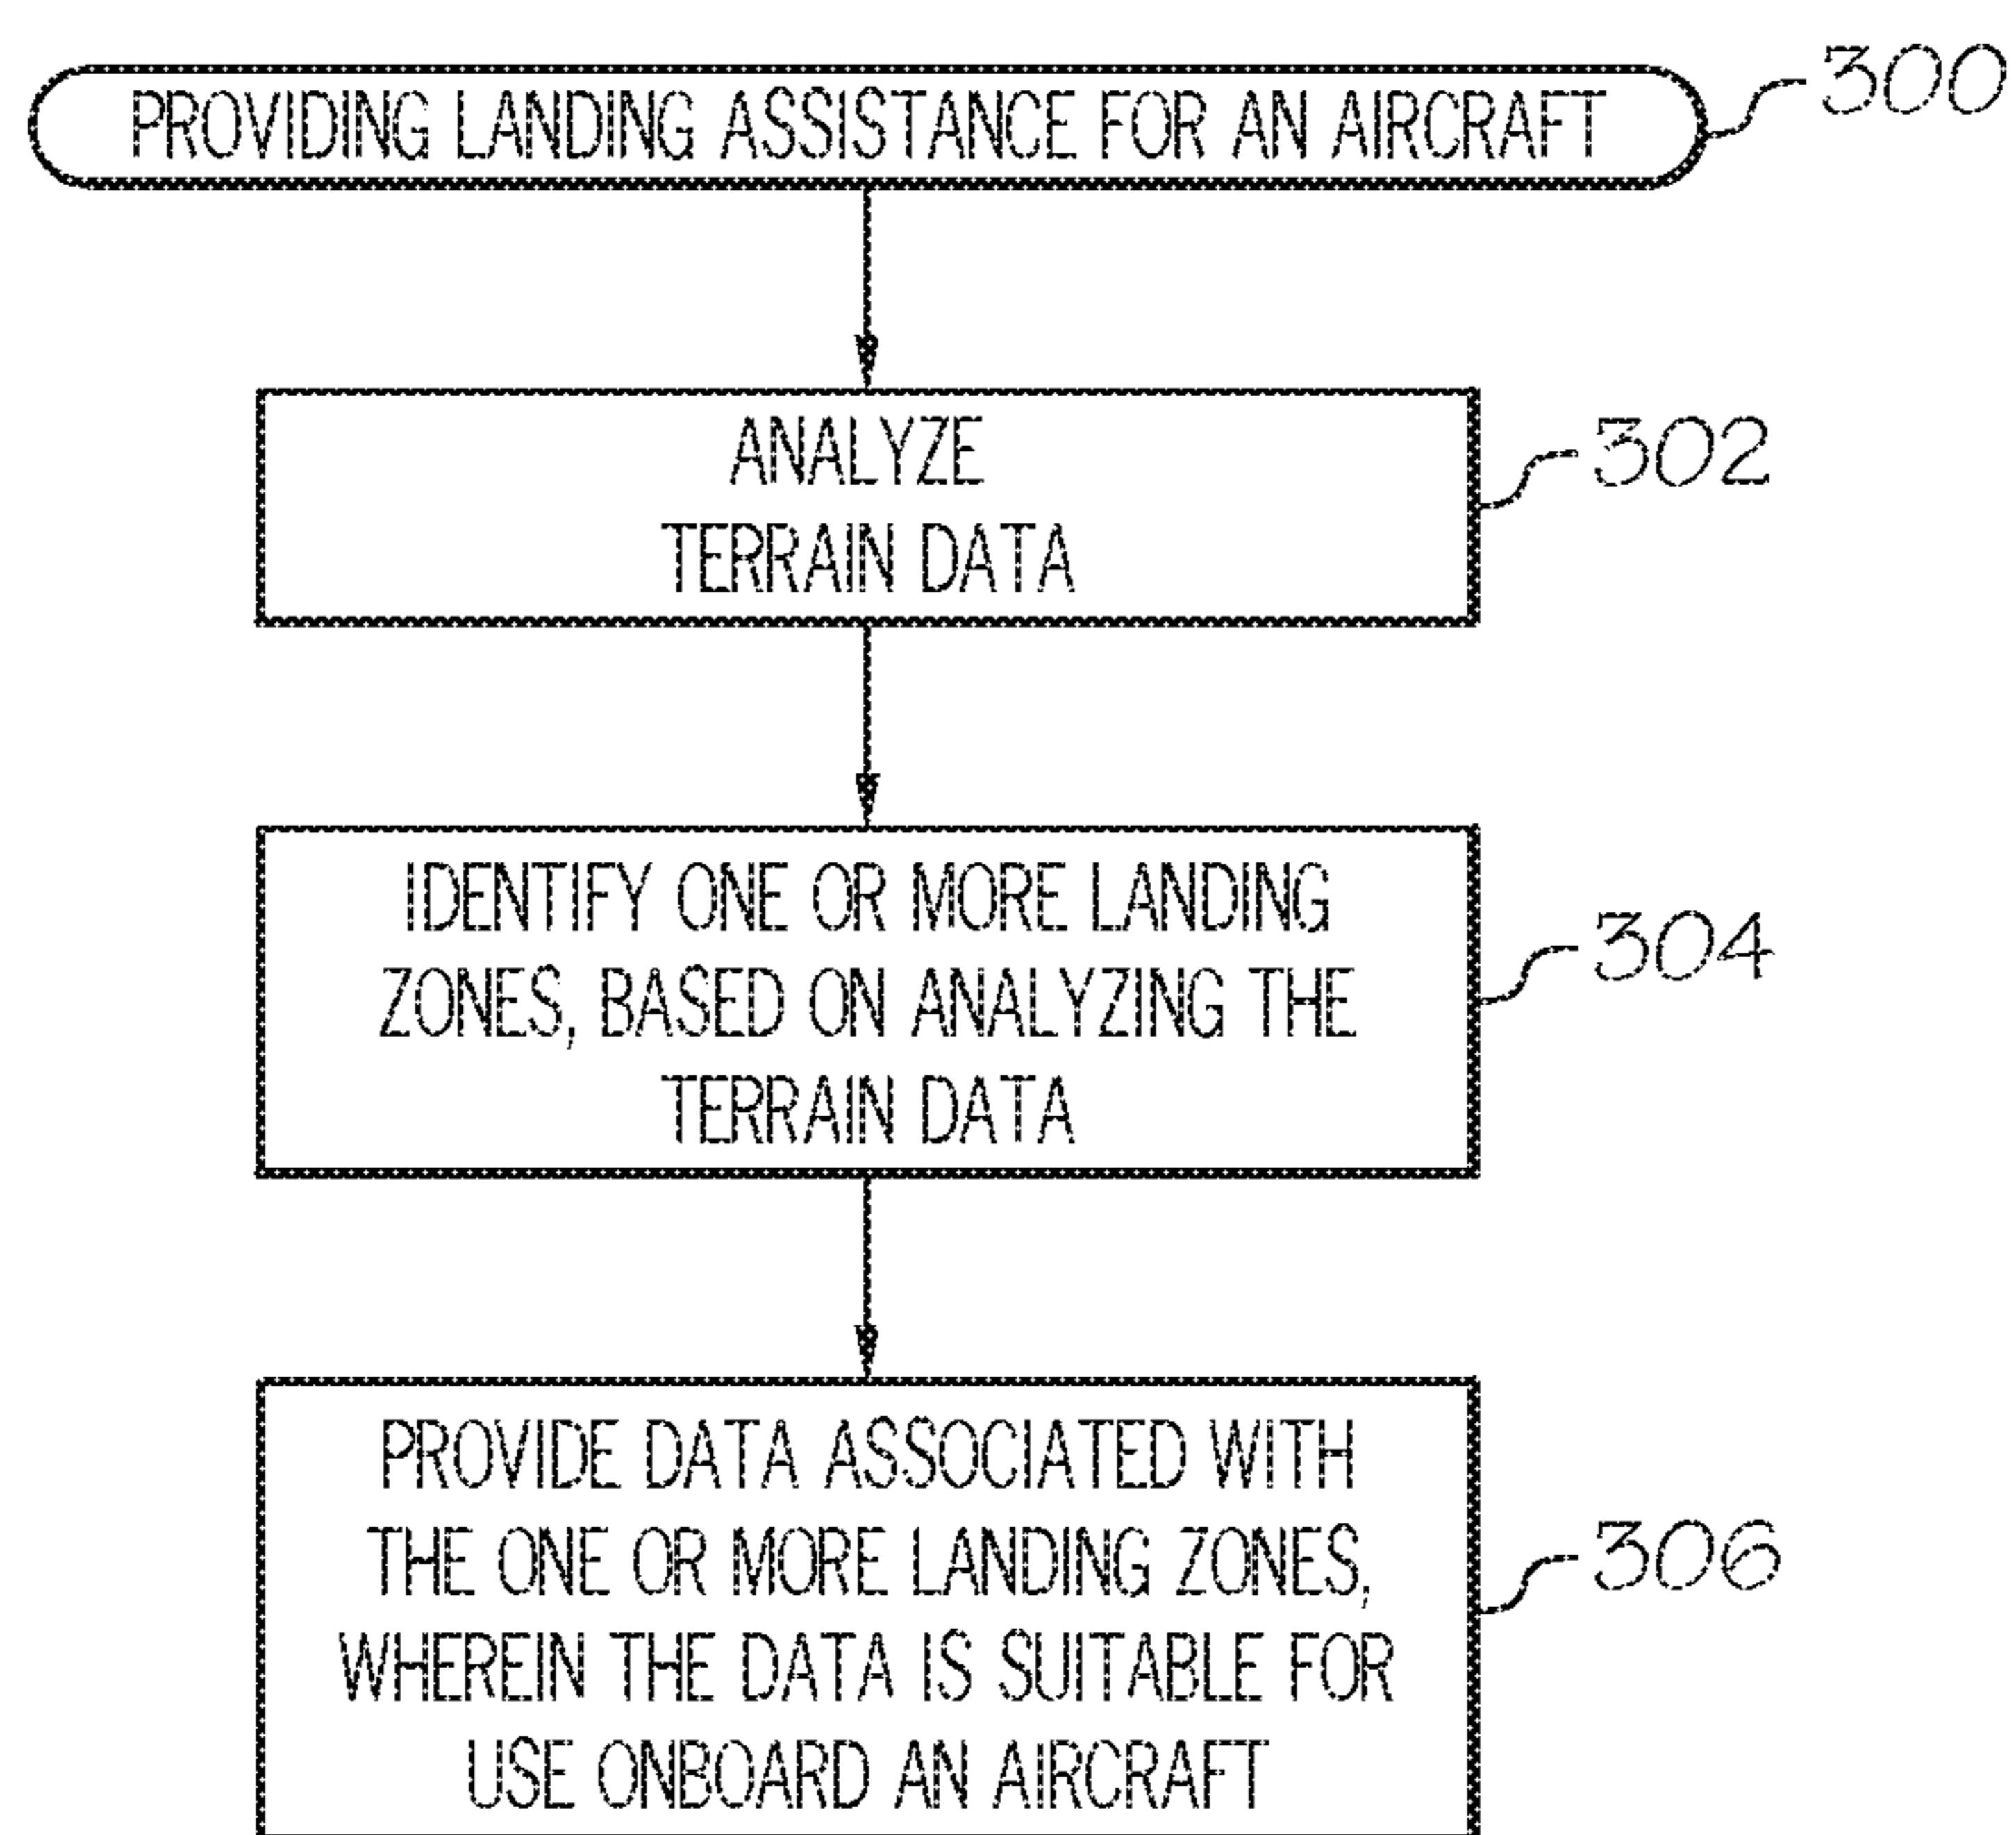 PROVIDING LANDING ASSISTANCE FOR AN AIRCRAFT 300
ANALYZE
TERRAIN DATA
302
IDENTIFY ONE OR MORE LANDING
ZONES, BASED ON ANALYZING THE
TERRAIN DATA
304
PROVIDE DATA ASSOCIATED WITH
THE ONE OR MORE LANDING ZONES,
WHEREIN THE DATA IS SUITABLE FOR
USE ONBOARD AN AIRCRAFT
306